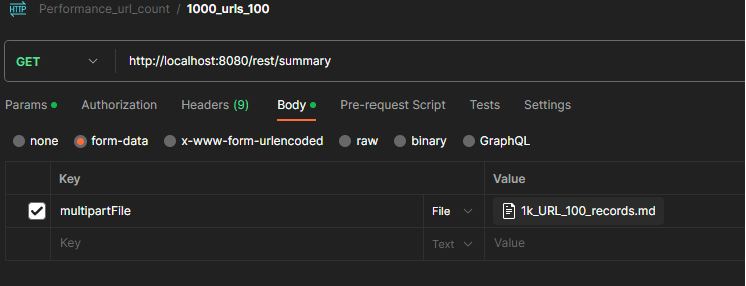 HTTP Performance_url_count / 1000_urls_100
GET http://localhost:8080/rest/summary
Params Authorization Headers (9) Body Pre-request Script Tests Settings
none form-data x-www-form-urlencoded raw binary GraphQL
Key Value
multipartFile File 1k_URL_100_records.md
Key Text Value